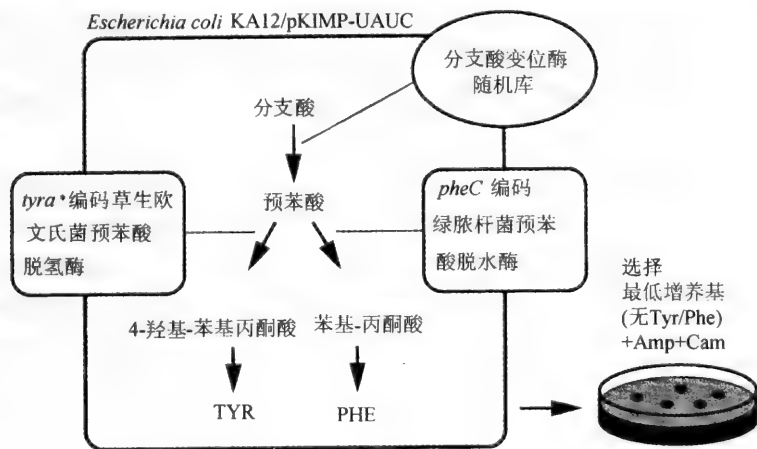 Escherichia coli KA12/pKIMP-UAUC
分支酸变位酶
随机库
分支酸
tyra*编码草生欧
文氏菌预苯酸
脱氢酶
预苯酸
pheC 编码
绿脓杆菌预苯
酸脱水酶
4-羟基-苯基丙酮酸
苯基-丙酮酸
TYR
PHE
选择
最低增养基
(无Tyr/Phe)
+Amp+Cam